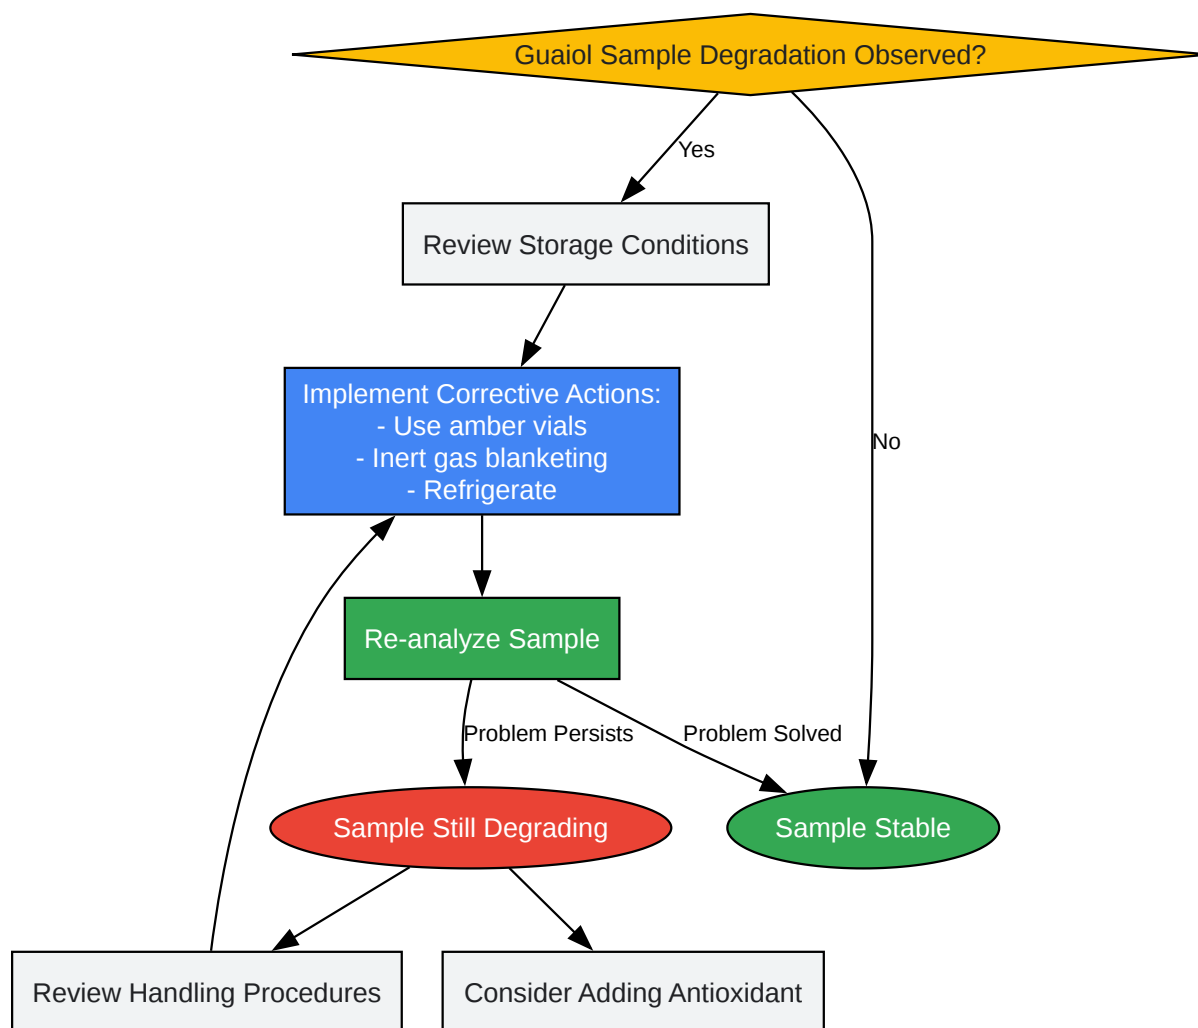 Guaiol Sample Degradation Observed?
Yes
Review Storage Conditions
Implement Corrective Actions:
- Use amber vials
- Inert gas blanketing
- Refrigerate
No
Re-analyze Sample
Problem Persists
Problem Solved
Sample Still Degrading
Sample Stable
Review Handling Procedures
Consider Adding Antioxidant